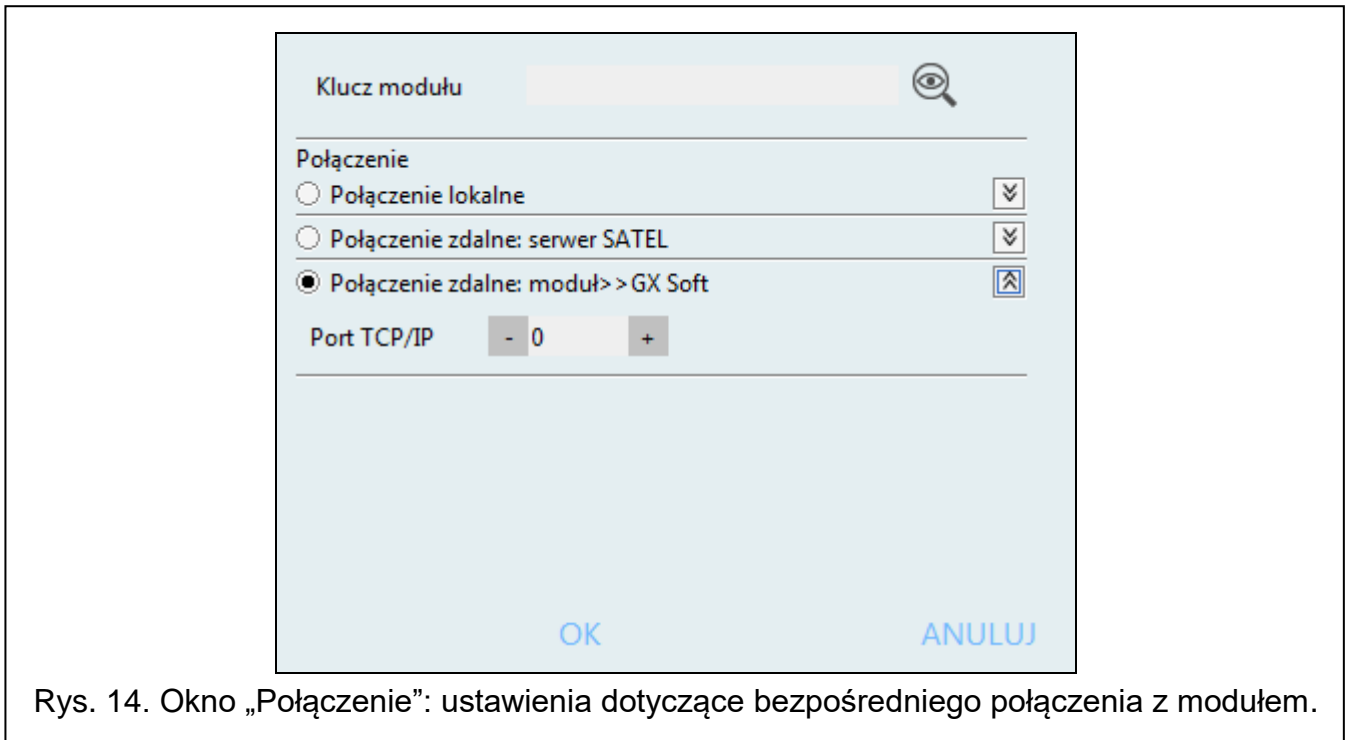 Klucz modułu
Połączenie
Połączenie lokalne
Połączenie zdalne: serwer SATEL
Połączenie zdalne: moduł>>GX Soft
Port TCP/IP - 0 +
OK ANULUJ
Rys. 14. Okno „Połączenie”: ustawienia dotyczące bezpośredniego połączenia z modułem.